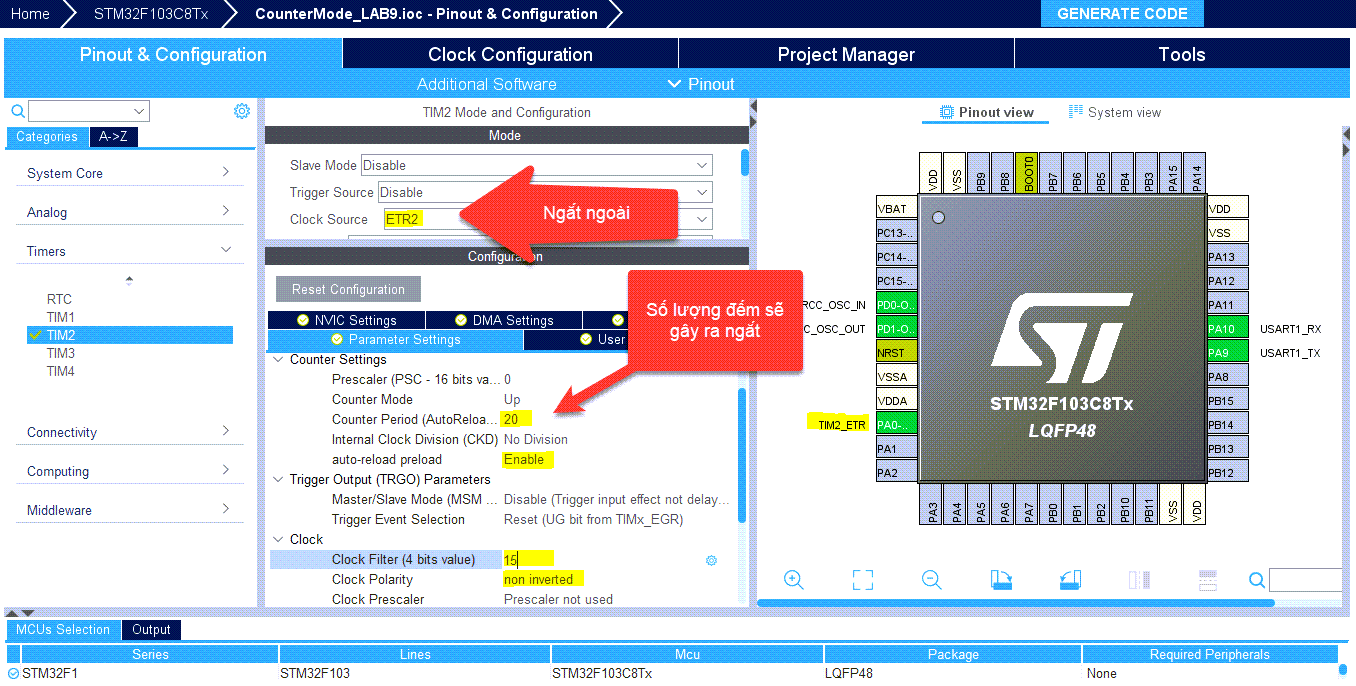 Home
STM32F103C8Tx
CounterMode_LAB9.ioc - Pinout & Configuration
GENERATE CODE
Pinout & Configuration
Clock Configuration
Project Manager
Tools
Additional Software
Pinout
Categories
A->Z
System Core
Analog
Timers
RTC
TIM1
TIM2
TIM3
TIM4
Connectivity
Computing
Middleware
TIM2 Mode and Configuration
Mode
Slave Mode Disable
Trigger Source Disable
Clock Source ETR2
Ngắt ngoài
Configuration
Reset Configuration
NVIC Settings
DMA Settings
Parameter Settings
User
Số lượng đếm sẽ
gây ra ngắt
Counter Settings
Prescaler (PSC - 16 bits va... 0
Counter Mode Up
Counter Period (AutoReloa... 20
Internal Clock Division (CKD) No Division
auto-reload preload Enable
Trigger Output (TRGO) Parameters
Master/Slave Mode (MSM ... Disable (Trigger input effect not delay...
Trigger Event Selection Reset (UG bit from TIMx_EGR)
Clock
Clock Filter (4 bits value) 15
Clock Polarity non inverted
Clock Prescaler Prescaler not used
Pinout view
System view
VDD
VSS
PB9
PB8
BOOT0
PB7
PB6
PB5
PB4
PB3
PA15
PA14
VBAT
PC13-..
PC14-..
PC15-..
RCC_OSC_IN PD0-O..
C_OSC_OUT PD1-O..
NRST
VSSA
VDDA
TIM2_ETR PA0-..
PA1
PA2
STM32F103C8Tx
LQFP48
VDD
VSS
PA13
PA12
PA11
PA10 USART1_RX
PA9 USART1_TX
PA8
PB15
PB14
PB13
PB12
PA3
PA4
PA5
PA6
PA7
PB0
PB1
PB2
PB10
PB11
VSS
VDD
MCUs Selection
Output
Series
Lines
Mcu
Package
Required Peripherals
STM32F1
STM32F103
STM32F103C8Tx
LQFP48
None